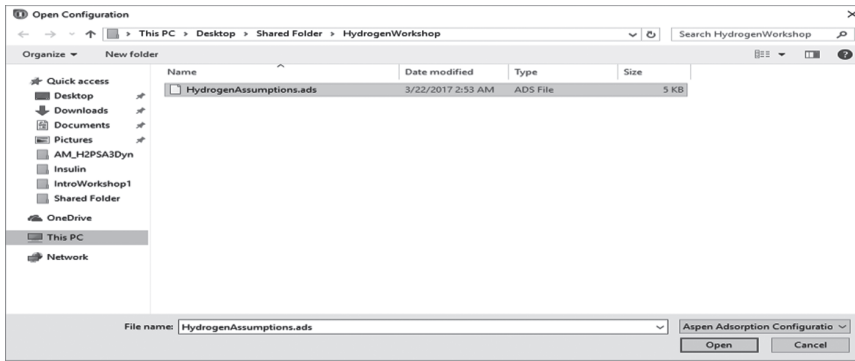 Open Configuration
This PC > Desktop > Shared Folder > HydrogenWorkshop
Search HydrogenWorkshop
Organize
New folder
Name
Date modified
Type
Size
Quick access
HydrogenAssumptions.ads
3/22/2017 2:53 AM
ADS File
5 KB
Desktop
Downloads
Documents
Pictures
AM_H2PSA3Dyn
Insulin
IntroWorkshop1
Shared Folder
OneDrive
This PC
Network
File name:
HydrogenAssumptions.ads
Aspen Adsorption Configuratio
Open
Cancel